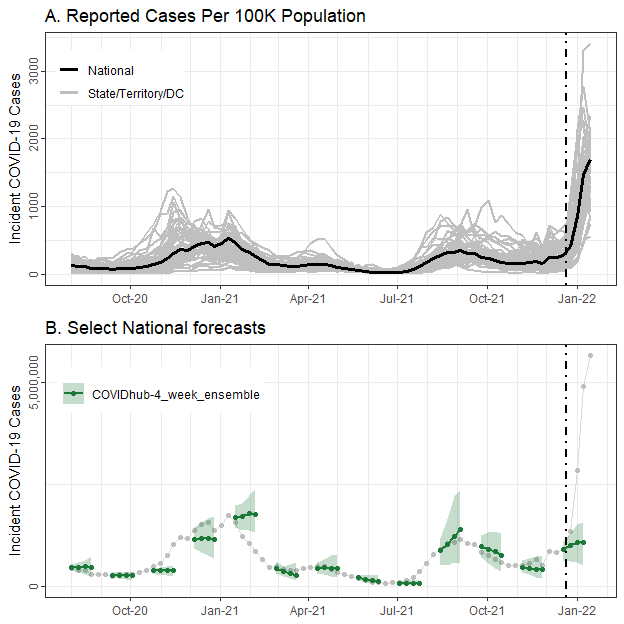 A. Reported Cases Per 100K Population
Incident COVID-19 Cases
3000
2000
1000
0
National
State/Territory/DC
Oct-20 Jan-21 Apr-21 Jul-21 Oct-21 Jan-22
B. Select National forecasts
Incident COVID-19 Cases
5,000,000
0
COVIDhub-4_week_ensemble
Oct-20 Jan-21 Apr-21 Jul-21 Oct-21 Jan-22